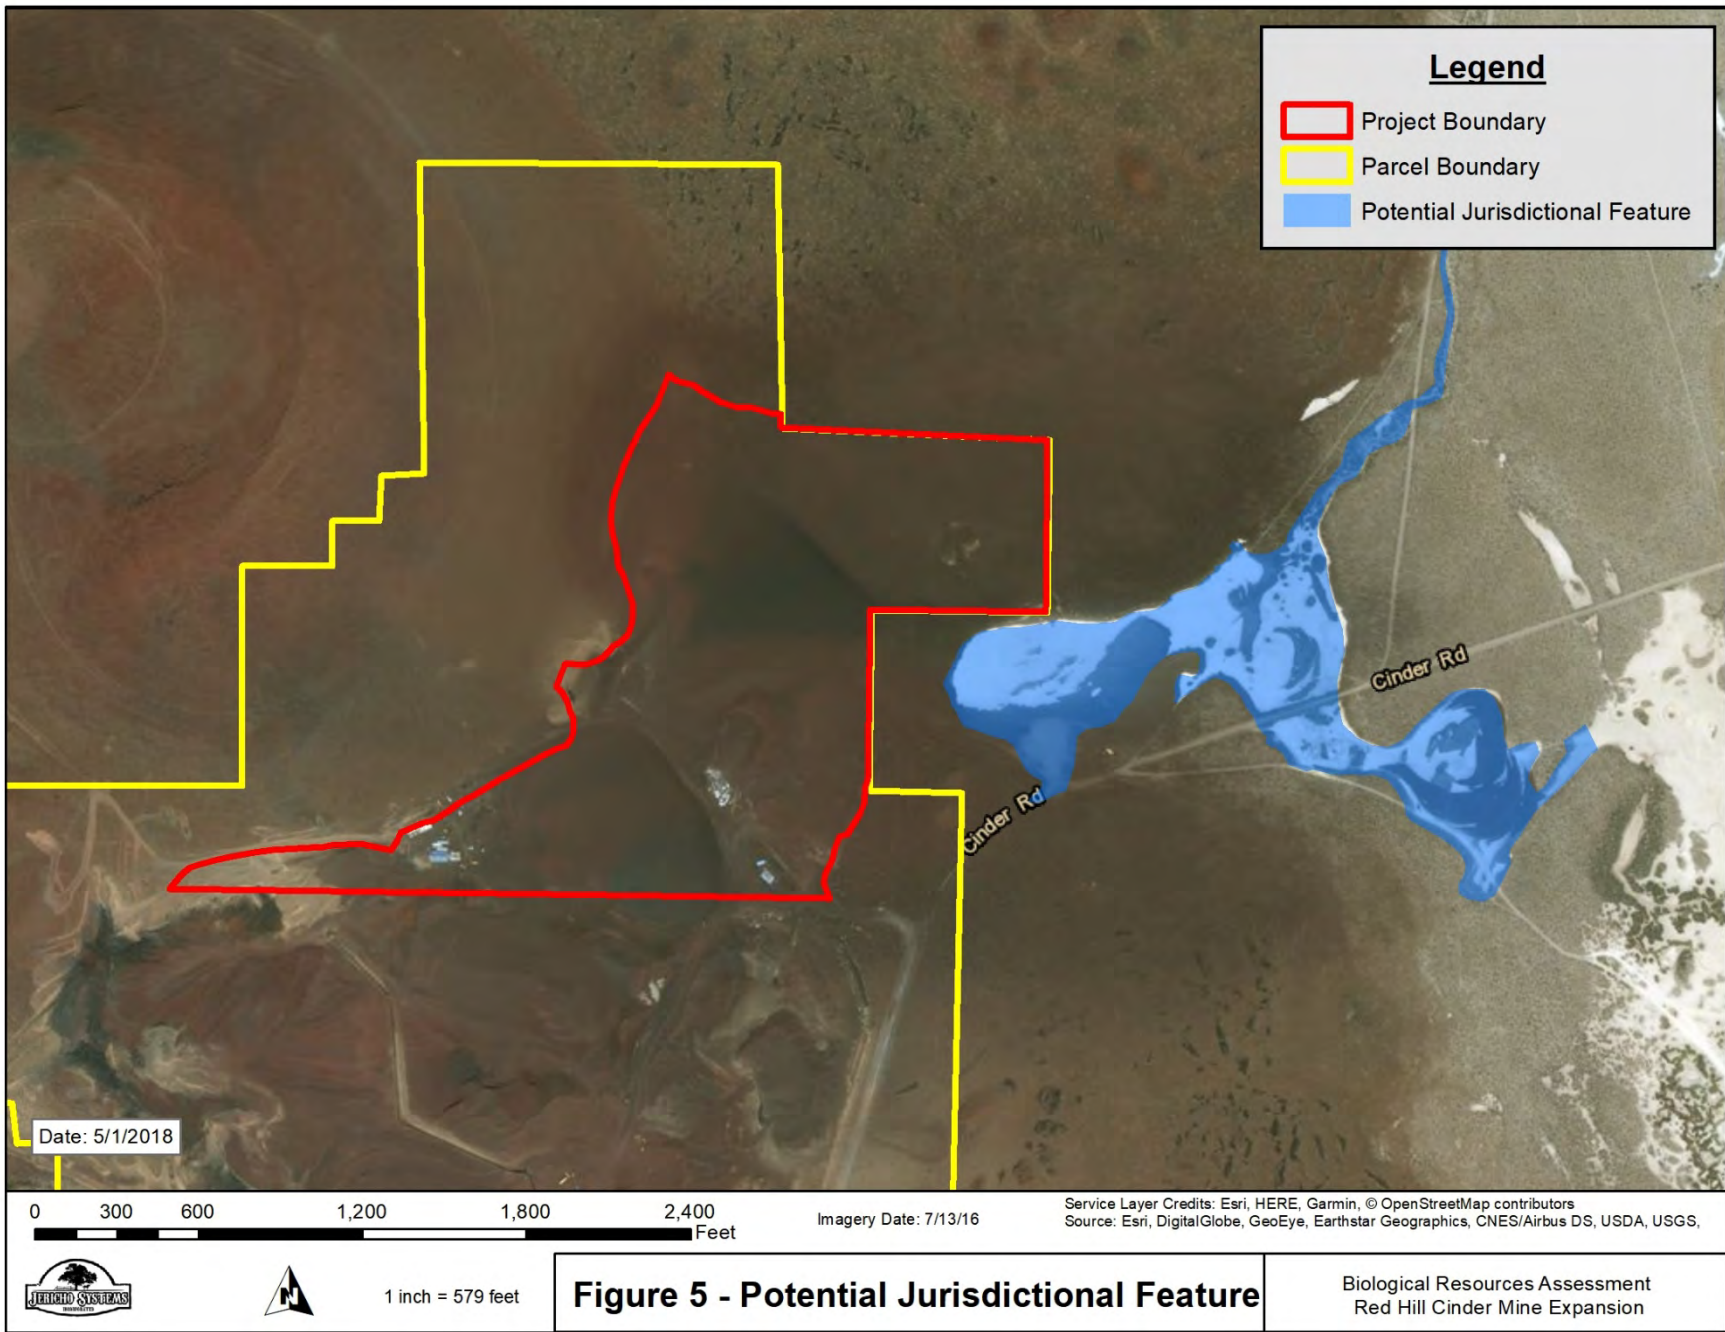 Legend
Project Boundary
Parcel Boundary
Potential Jurisdictional Feature
Cinder Rd
Cinder Rd
Date: 5/1/2018
0 300 600 1,200 1,800 2,400
Feet
Imagery Date: 7/13/16
Service Layer Credits: Esri, HERE, Garmin, © OpenStreetMap contributors
Source: Esri, DigitalGlobe, GeoEye, Earthstar Geographics, CNES/Airbus DS, USDA, USGS,
JERICHO SYSTEMS
INCORPORATED
N
1 inch = 579 feet
Figure 5 - Potential Jurisdictional Feature
Biological Resources Assessment
Red Hill Cinder Mine Expansion